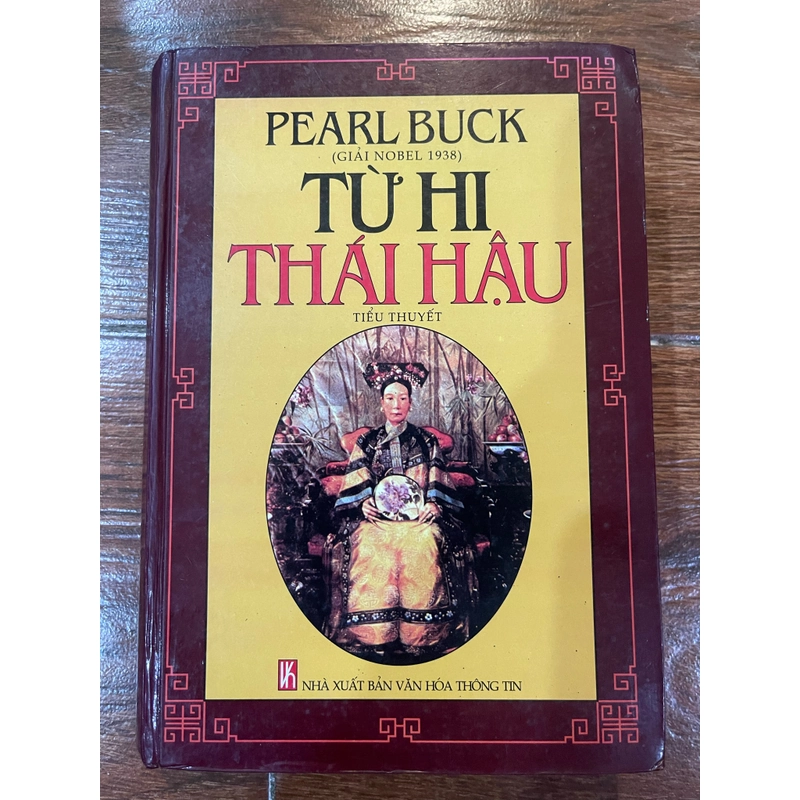 PEARL BUCK
(GIẢI NOBEL 1938)
TỪ HI
THÁI HẬU
TIỂU THUYẾT
NHÀ XUẤT BẢN VĂN HÓA THÔNG TIN